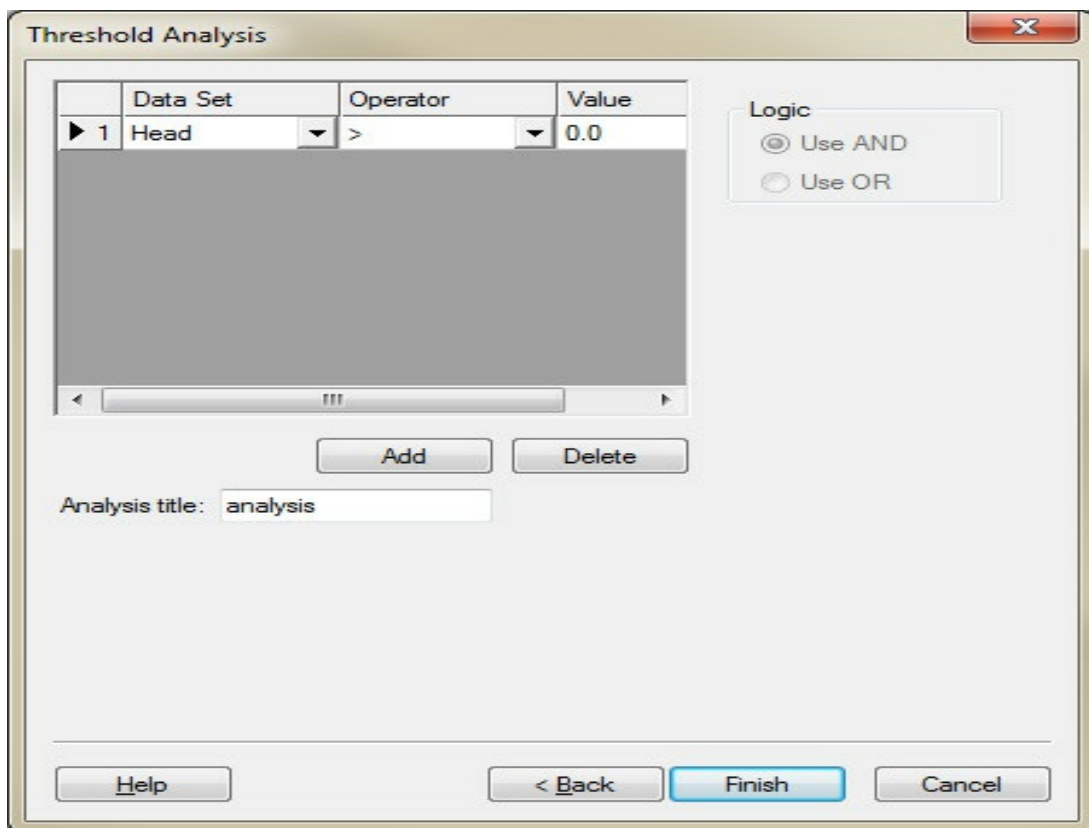 Threshold Analysis
Data Set Operator Value
1 Head > 0.0
Logic
Use AND
Use OR
Add Delete
Analysis title: analysis
Help < Back Finish Cancel